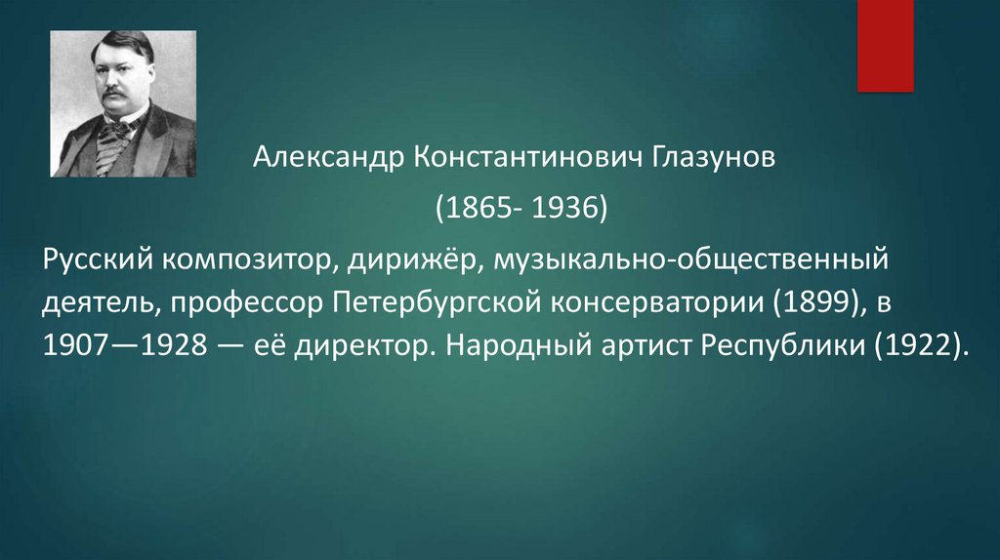 Александр Константинович Глазунов
(1865- 1936)
Русский композитор, дирижёр, музыкально-общественный
деятель, профессор Петербургской консерватории (1899), в
1907—1928 — её директор. Народный артист Республики (1922).